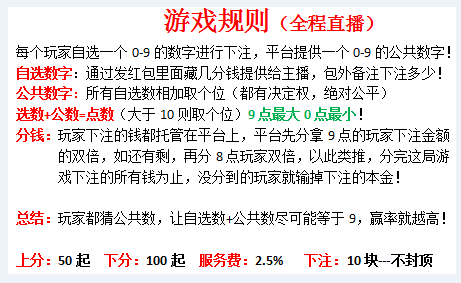 游戏规则（全程直播）
每个玩家自选一个0-9的数字进行下注，平台提供一个0-9的公共数字！
自选数字：通过发红包里面藏几分钱提供给主播，包外备注下注多少！
公共数字：所有自选数字相加取个位（都有决定权，绝对公平）
选数+公数=点数（大于10则取个位）9点最大0点最小！
分钱：玩家下注的钱都托管在平台上，平台先分拿9点的玩家下注金额
的双倍，如还有剩，再分8点玩家双倍，以此类推，分完这局游
戏下注的所有钱为止，没分到的玩家就输掉下注的本金！
总结：玩家都猜公共数，让自选数+公共数尽可能等于9，赢率就越高！
上分：50起 下分：100起 服务费：2.5% 下注：10块---不封顶